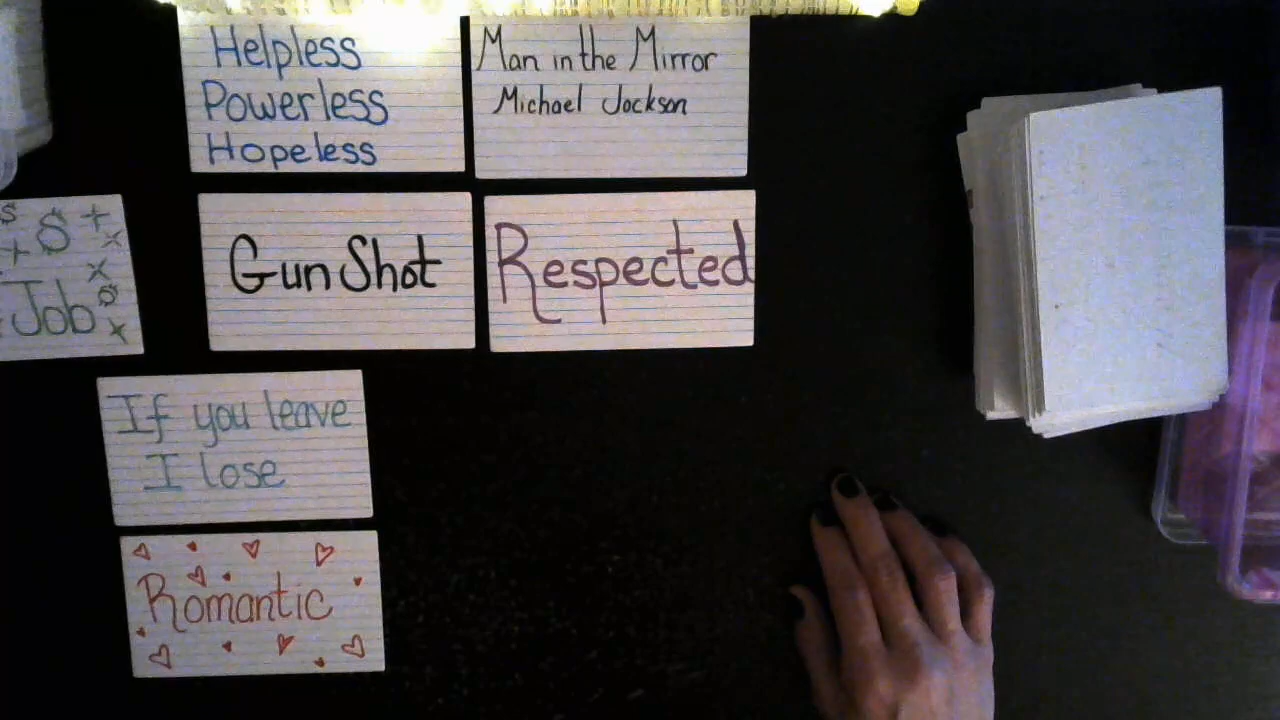 Helpless
Powerless
Hopeless
Man in the Mirror
Michael Jackson
$ $ + + x
x
Job $ x
Gun Shot
Respected
If you leave
I lose
Romantic